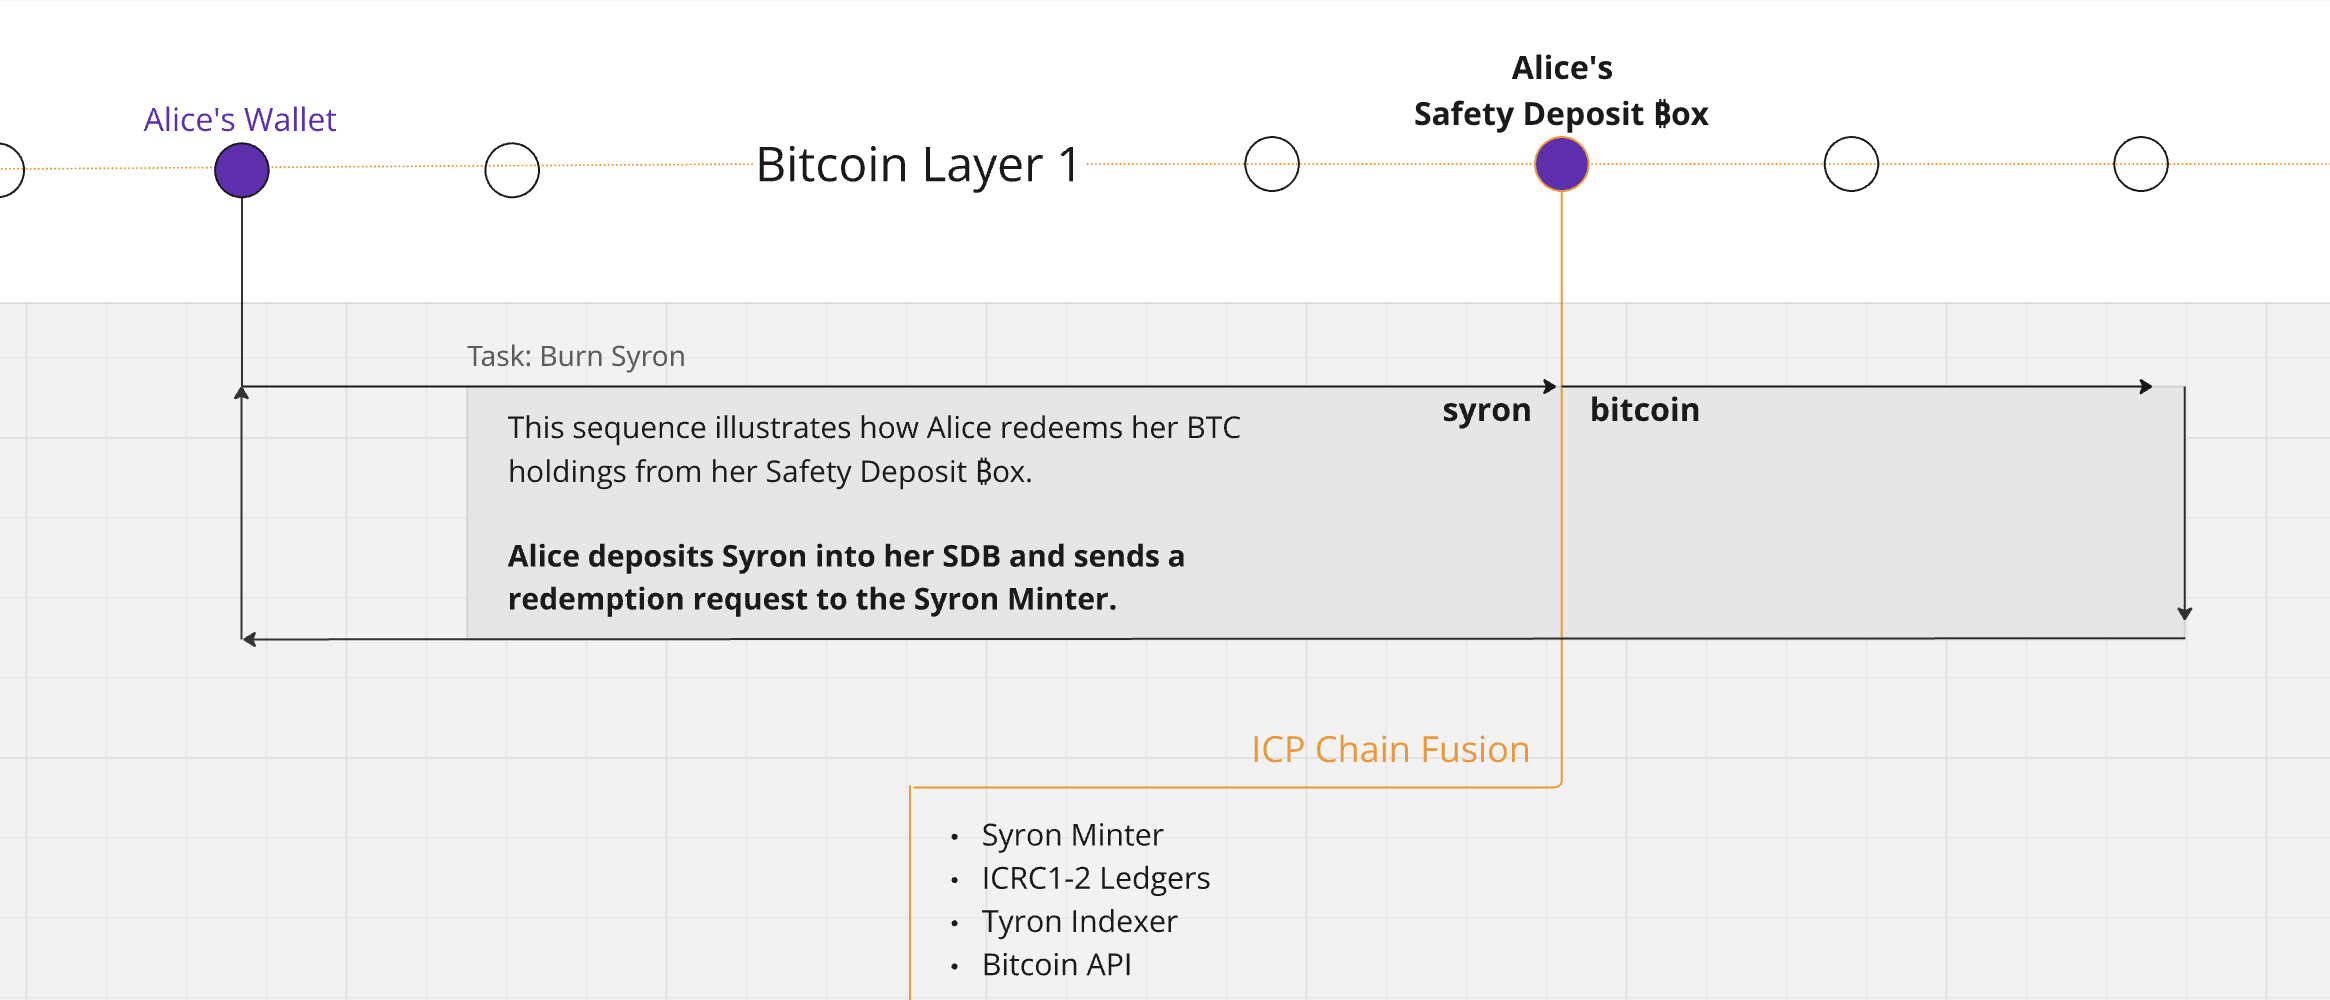 Alice's
Safety Deposit ₿ox
Alice's Wallet
Bitcoin Layer 1
Task: Burn Syron
syron
bitcoin
This sequence illustrates how Alice redeems her BTC
holdings from her Safety Deposit ₿ox.
Alice deposits Syron into her SDB and sends a
redemption request to the Syron Minter.
ICP Chain Fusion
• Syron Minter
• ICRC1-2 Ledgers
• Tyron Indexer
• Bitcoin API